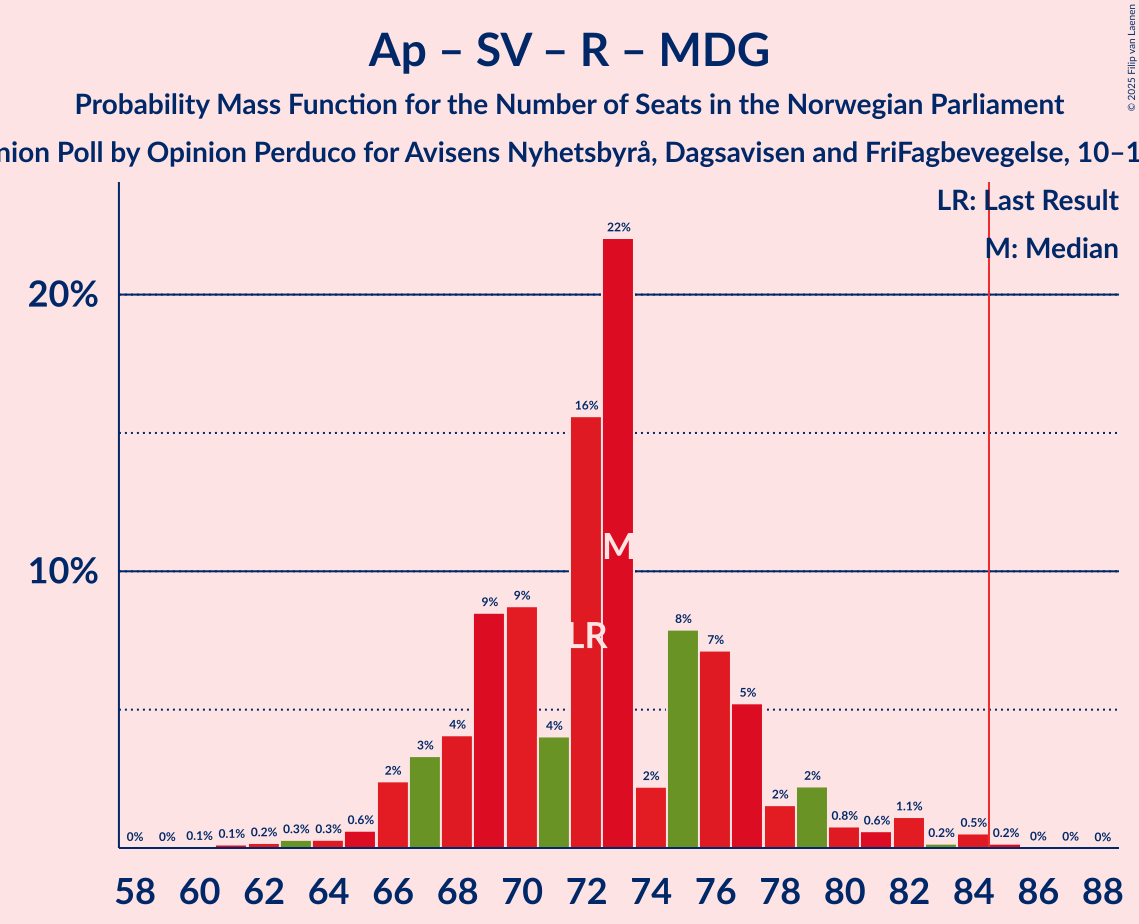 Ap – SV – R – MDG
Probability Mass Function for the Number of Seats in the Norwegian Parliament
Poll by Opinion Perduco for Avisens Nyhetsbyrå, Dagsavisen and FriFagbevegelse,
© 2025 Filip van Laenen
LR: Last Result
M: Median
20%
10%
22%
16%
9% 9%
8%
7%
5%
4% 4%
3%
2% 2% 2% 2%
0% 0% 0.1% 0.1% 0.2% 0.3% 0.3% 0.6% 0.8% 0.6% 1.1% 0.2% 0.5% 0.2% 0% 0% 0%
M
LR
58 60 62 64 66 68 70 72 74 76 78 80 82 84 86 88